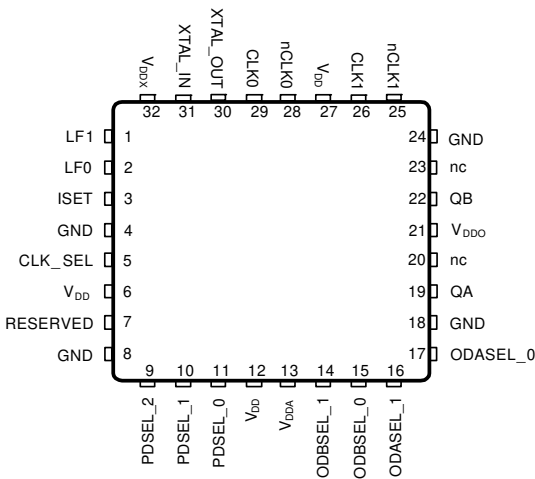 VDDX
XTAL_IN
XTAL_OUT
CLK0
nCLK0
VDD
CLK1
nCLK1
32 31 30 29 28 27 26 25
LF1 1
LF0 2
ISET 3
GND 4
CLK_SEL 5
VDD 6
RESERVED 7
GND 8
24 GND
23 nc
22 QB
21 VDDO
20 nc
19 QA
18 GND
17 ODASEL_0
9 10 11 12 13 14 15 16
PDSEL_2
PDSEL_1
PDSEL_0
VDD
VDDA
ODBSEL_1
ODBSEL_0
ODASEL_1